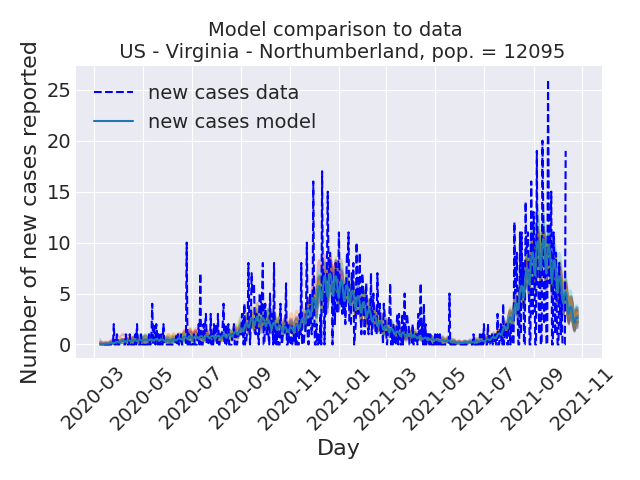 Model comparison to data
US - Virginia - Northumberland, pop. = 12095
Number of new cases reported
25
20
15
10
5
0
new cases data
new cases model
2020-03
2020-05
2020-07
2020-09
2020-11
2021-01
2021-03
2021-05
2021-07
2021-09
2021-11
Day